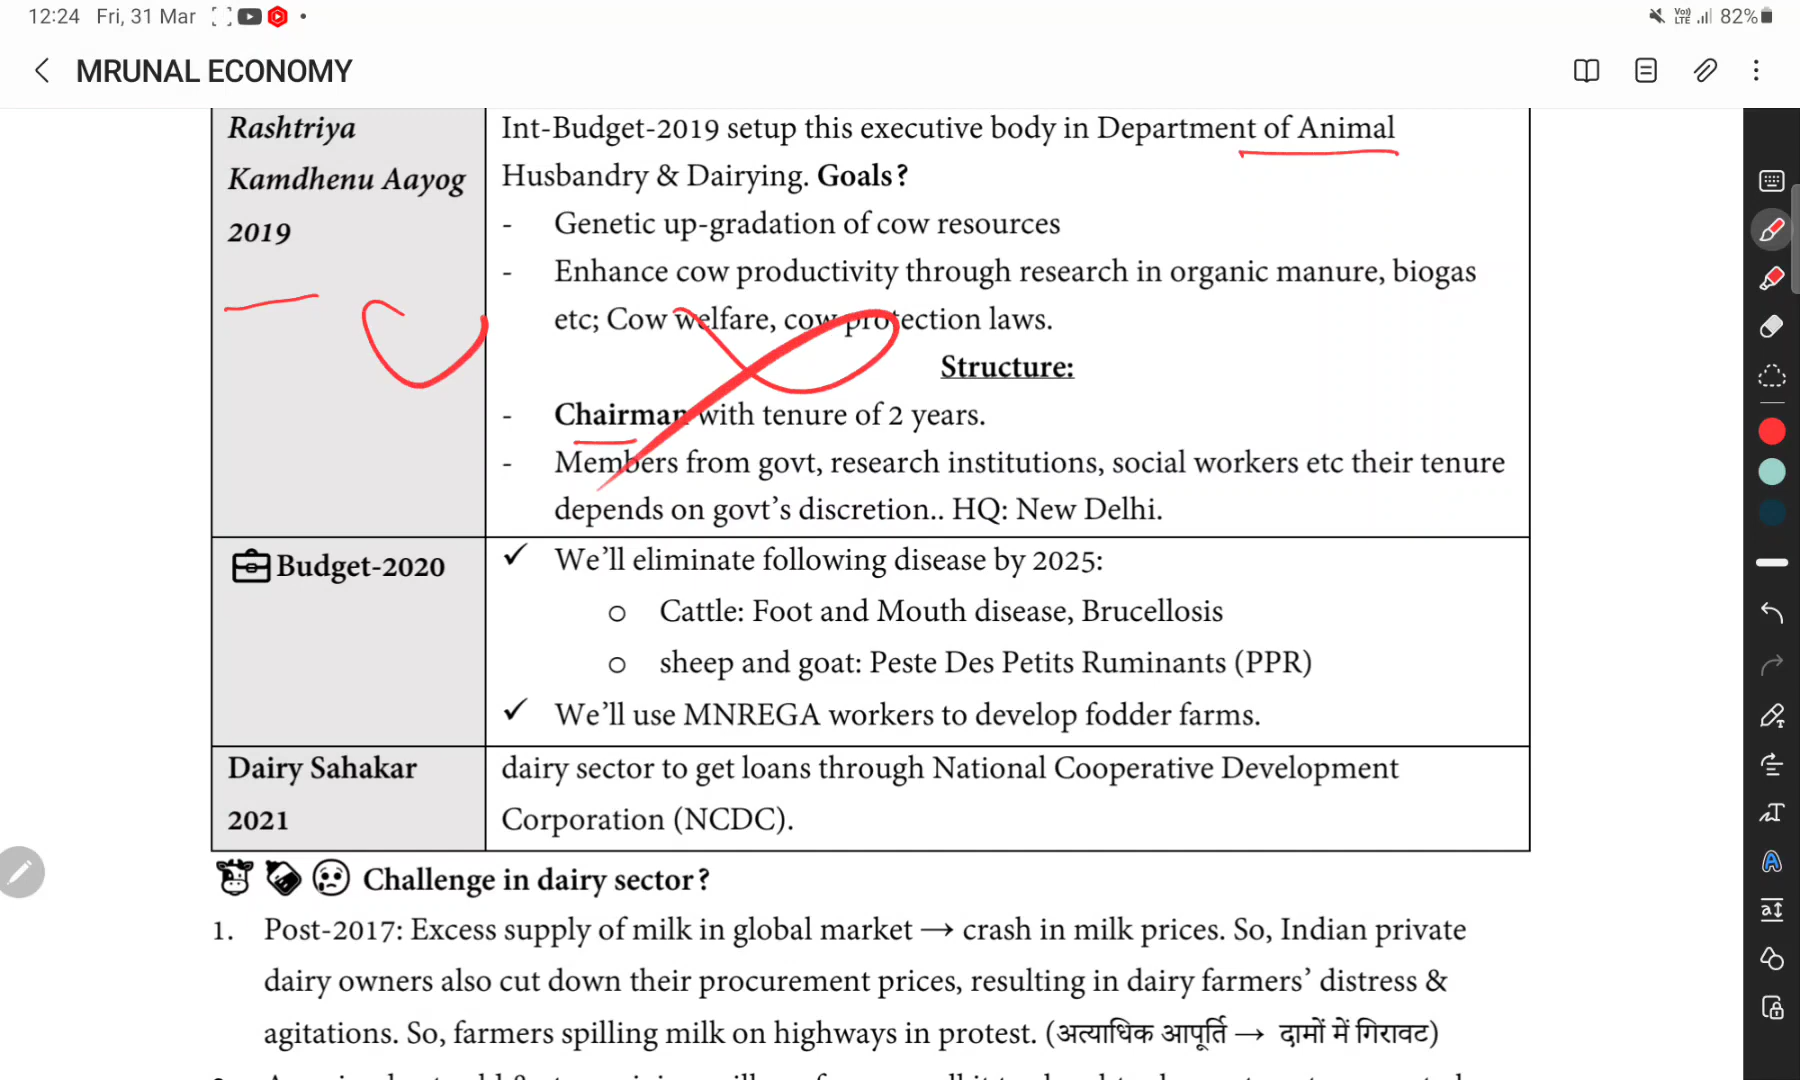 12:24 Fri, 31 Mar
Vo) LTE 82%
MRUNAL ECONOMY
Rashtriya
Kamdhenu Aayog
2019
Int-Budget-2019 setup this executive body in Department of Animal
Husbandry & Dairying. Goals?
- Genetic up-gradation of cow resources
- Enhance cow productivity through research in organic manure, biogas
etc; Cow welfare, cow protection laws.
Structure:
- Chairman with tenure of 2 years.
- Members from govt, research institutions, social workers etc their tenure
depends on govt’s discretion.. HQ: New Delhi.
Budget-2020
✓ We’ll eliminate following disease by 2025:
o Cattle: Foot and Mouth disease, Brucellosis
o sheep and goat: Peste Des Petits Ruminants (PPR)
✓ We’ll use MNREGA workers to develop fodder farms.
Dairy Sahakar
2021
dairy sector to get loans through National Cooperative Development
Corporation (NCDC).
Challenge in dairy sector?
1. Post-2017: Excess supply of milk in global market → crash in milk prices. So, Indian private
dairy owners also cut down their procurement prices, resulting in dairy farmers’ distress &
agitations. So, farmers spilling milk on highways in protest. (अत्याधिक आपूर्ति → दामों में गिरावट)